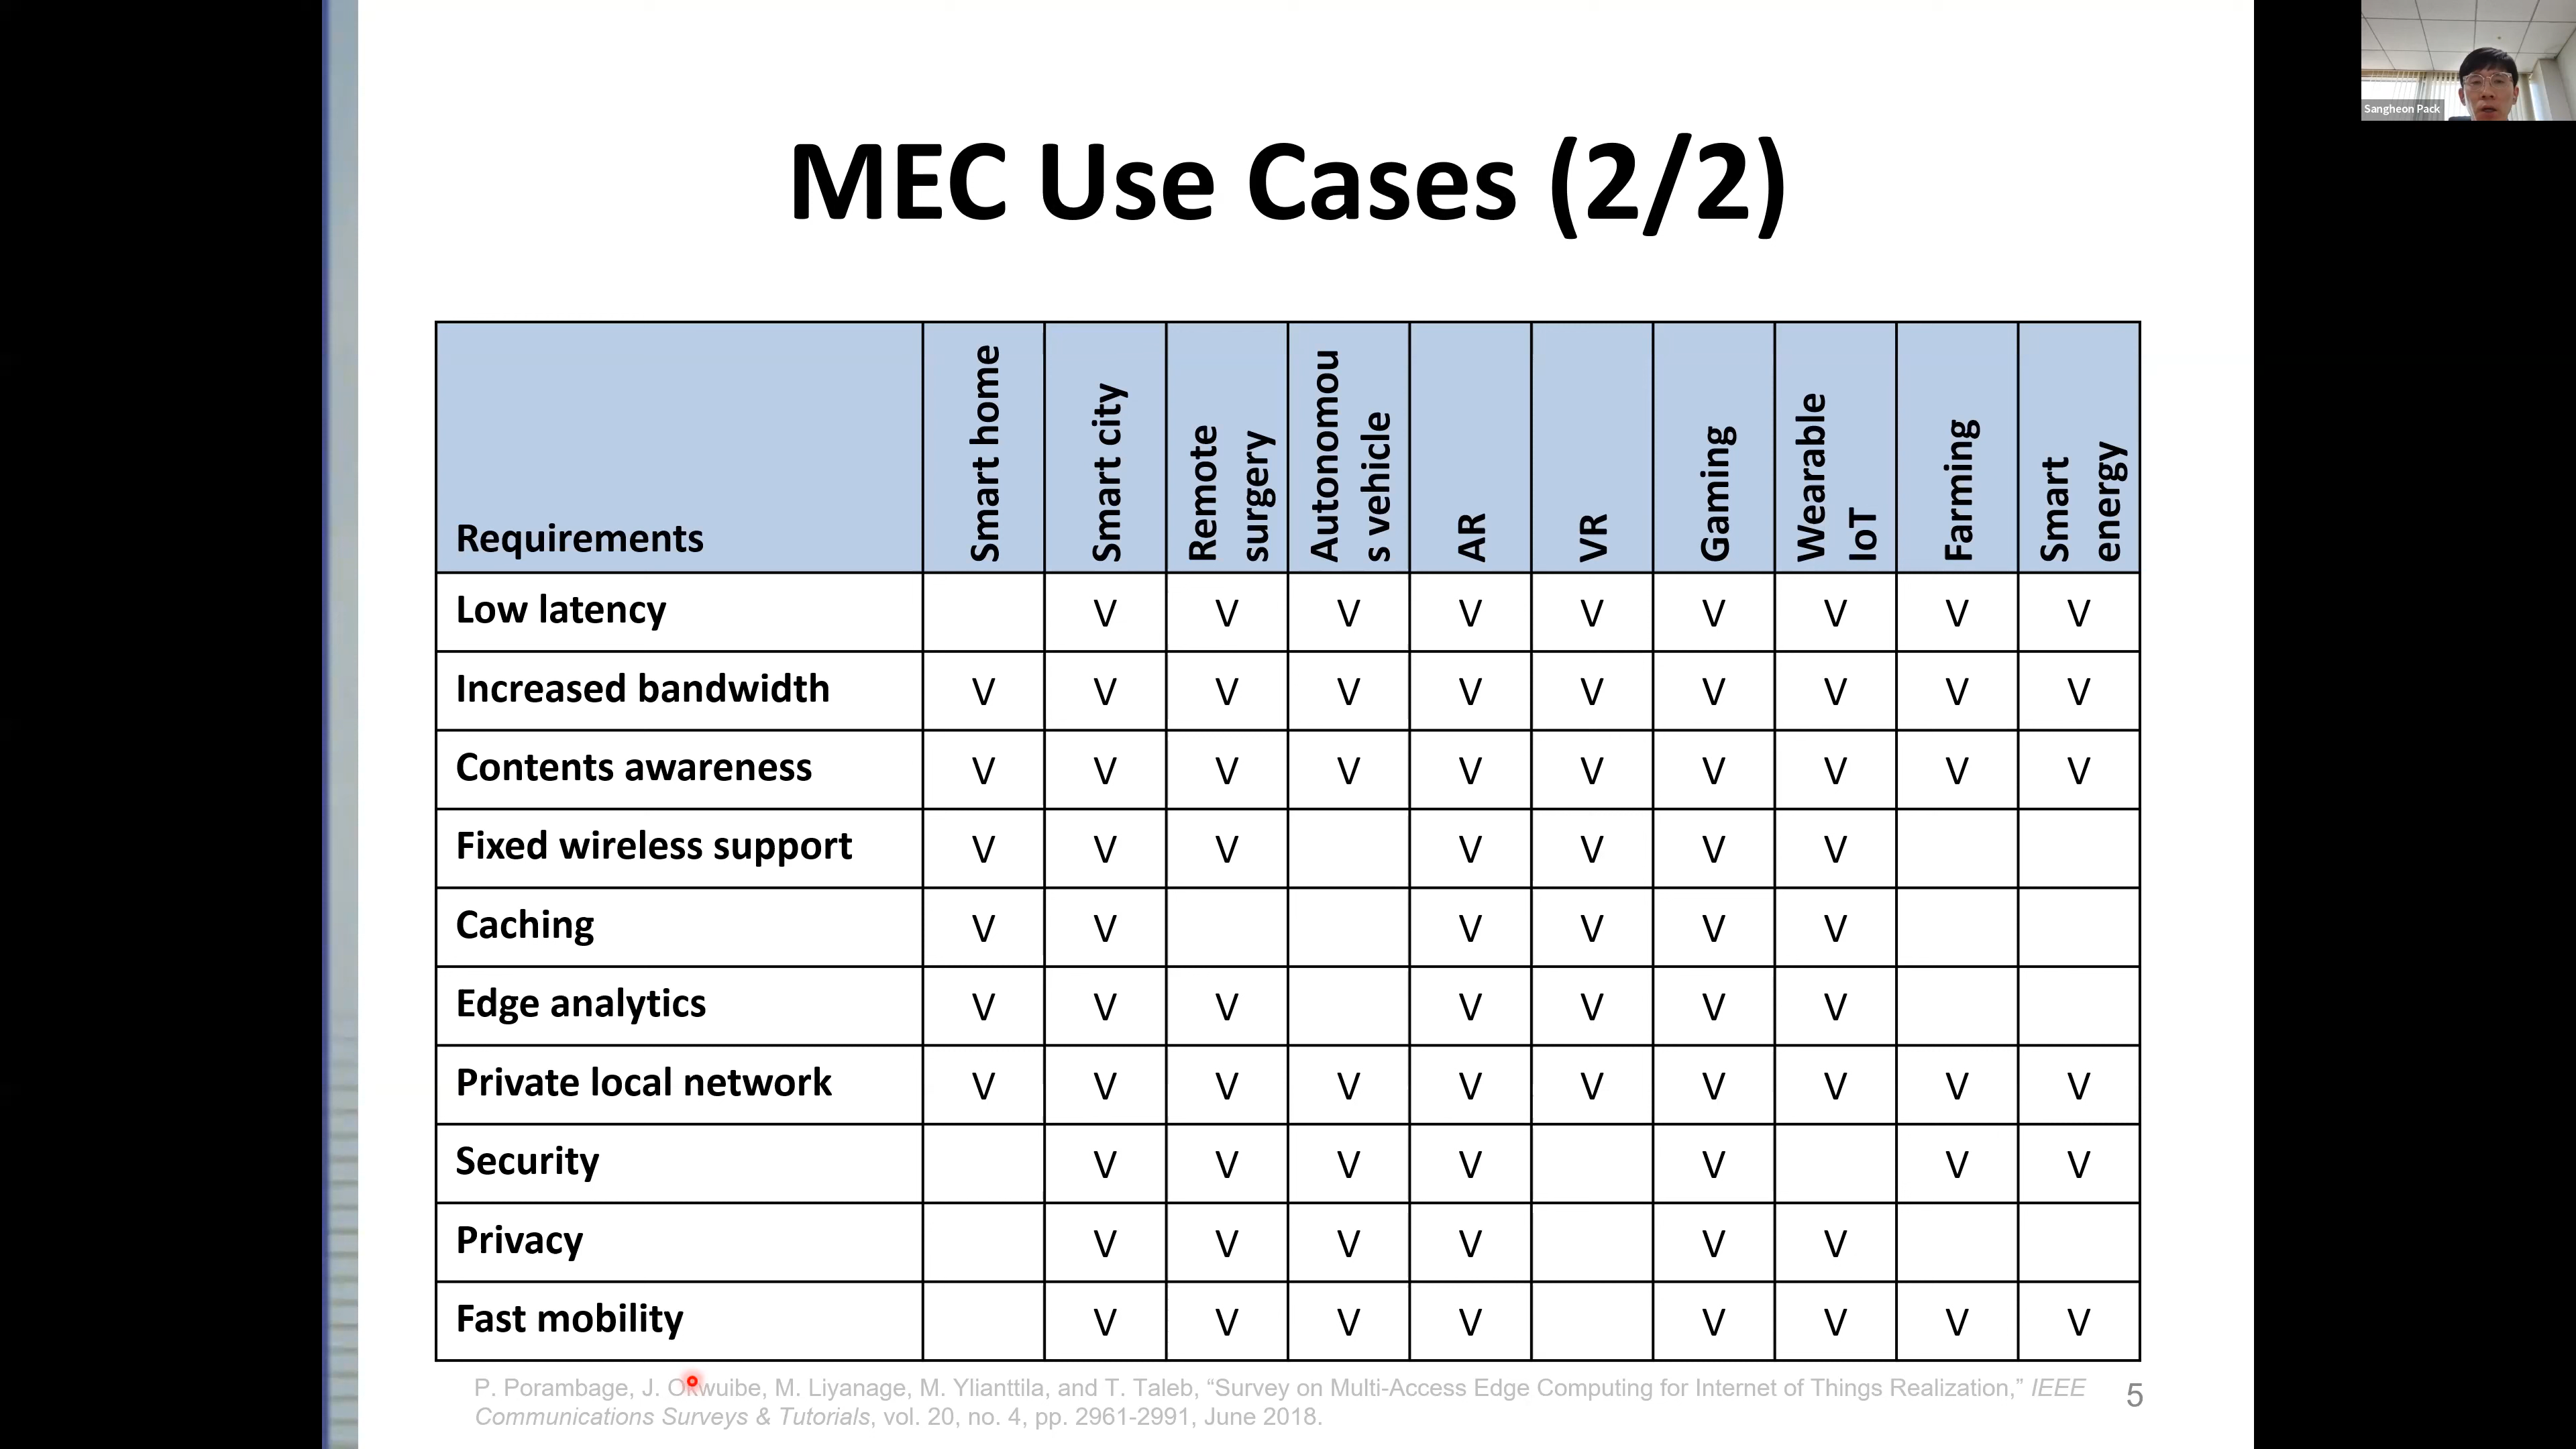 Sangheon Pack
MEC Use Cases (2/2)
Requirements Smart home Smart city Remote surgery Autonomou s vehicle AR VR Gaming Wearable IoT Farming Smart energy
Low latency V V V V V V V V V
Increased bandwidth V V V V V V V V V V
Contents awareness V V V V V V V V V V
Fixed wireless support V V V V V V V
Caching V V V V V V
Edge analytics V V V V V V V
Private local network V V V V V V V V V V
Security V V V V V V V
Privacy V V V V V V
Fast mobility V V V V V V V V
P. Porambage, J. Okwuibe, M. Liyanage, M. Ylianttila, and T. Taleb, “Survey on Multi-Access Edge Computing for Internet of Things Realization,” IEEE
Communications Surveys & Tutorials, vol. 20, no. 4, pp. 2961-2991, June 2018.
5